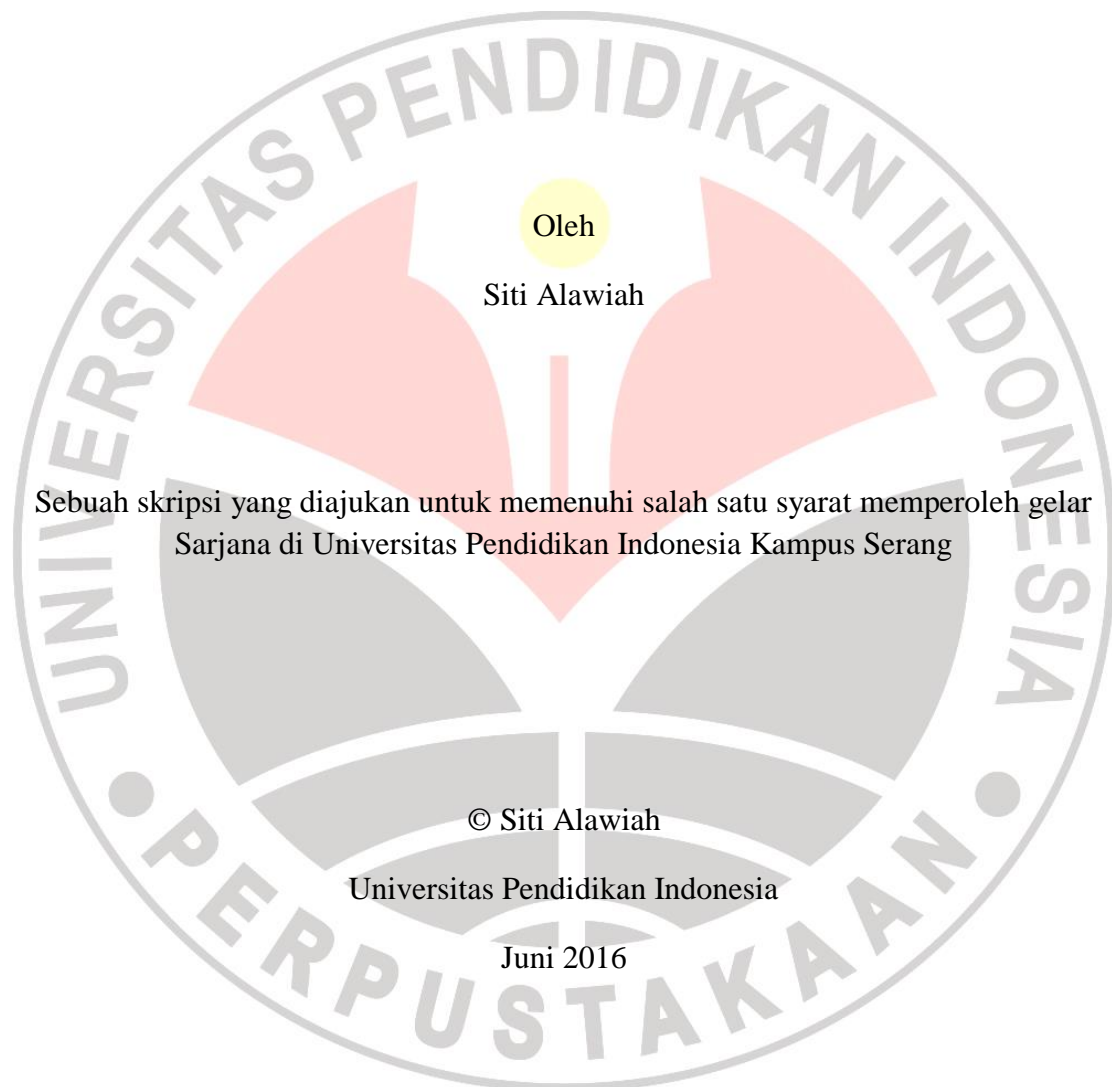 UNIVERSITAS PENDIDIKAN INDONESIA
Oleh
Siti Alawiah
Sebuah skripsi yang diajukan untuk memenuhi salah satu syarat memperoleh gelar
Sarjana di Universitas Pendidikan Indonesia Kampus Serang
© Siti Alawiah
Universitas Pendidikan Indonesia
Juni 2016
PERPUSTAKAAN